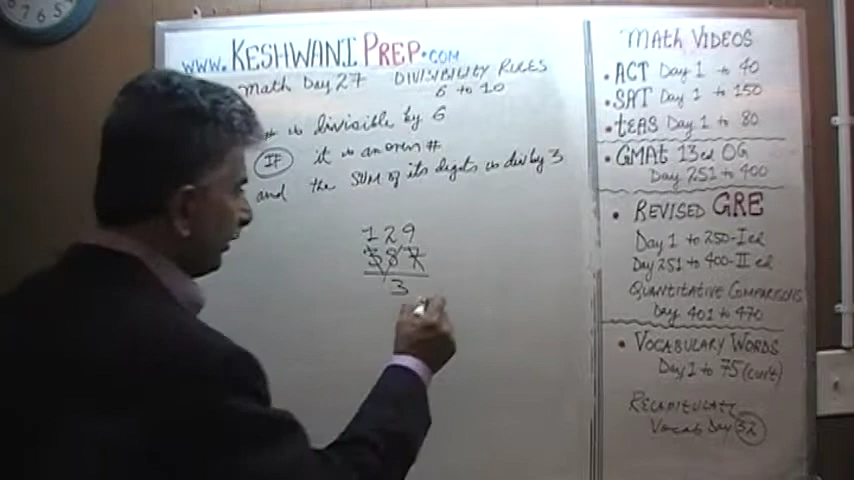 www.KESHWANI PREP.COM
Math Day 27 DIVISIBILITY RULES
6 to 10
# is divisible by 6
IF it is an even #
and the SUM of its digits is div by 3
129
387
3
MATH VIDEOS
• ACT Day 1 to 40
• SAT Day 1 to 150
• TEAS Day 1 to 80
• GMAT 13ed OG
Day 251 to 400
• REVISED GRE
Day 1 to 250 - I ed
Day 251 to 400 - II ed
QUANTITATIVE COMPARISONS
Day 401 to 470
• VOCABULARY WORDS
Day 1 to 75 (cont)
RECAPITULATE
Vocab Day 32
7 6 5